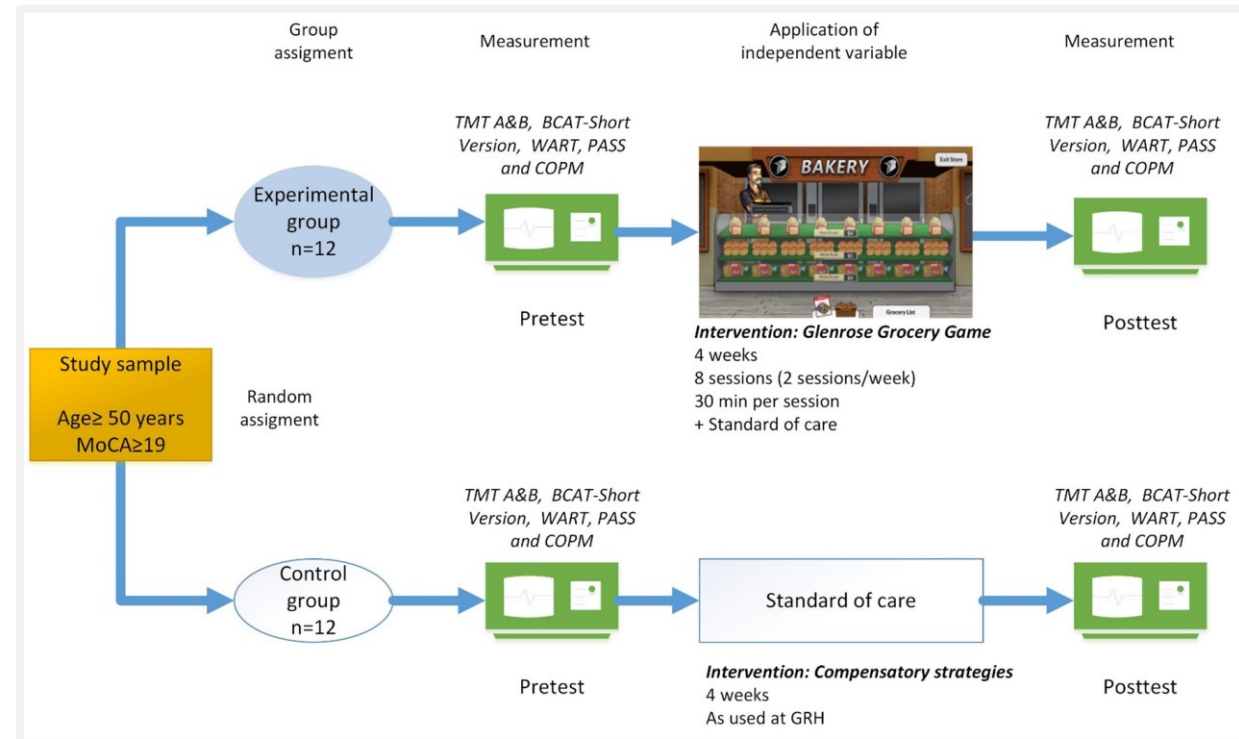 Group
assigment
Measurement
Application of
independent variable
Measurement
TMT A&B, BCAT-Short
Version, WART, PASS
and COPM
TMT A&B, BCAT-Short
Version, WART, PASS
and COPM
Experimental
group
n=12
BAKERY
Exit Store
Grocery List
Pretest
Intervention: Glenrose Grocery Game
4 weeks
8 sessions (2 sessions/week)
30 min per session
+ Standard of care
Posttest
Study sample
Age≥ 50 years
MoCA≥19
Random
assigment
TMT A&B, BCAT-Short
Version, WART, PASS
and COPM
TMT A&B, BCAT-Short
Version, WART, PASS
and COPM
Control
group
n=12
Standard of care
Pretest
Intervention: Compensatory strategies
4 weeks
As used at GRH
Posttest